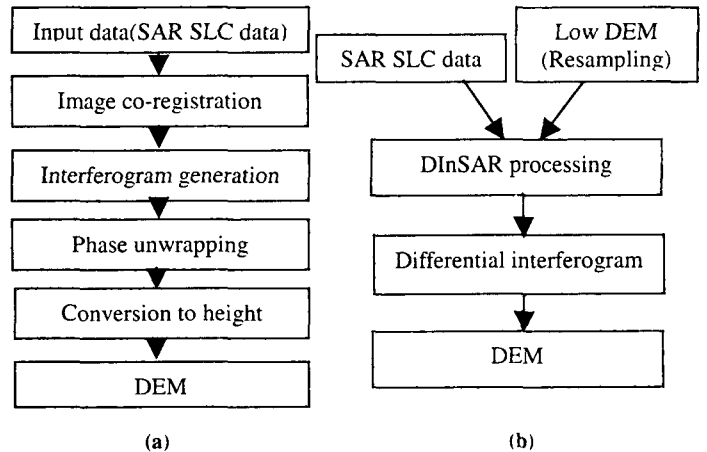 Input data(SAR SLC data)
Image co-registration
Interferogram generation
Phase unwrapping
Conversion to height
DEM
(a)
SAR SLC data
Low DEM
(Resampling)
DInSAR processing
Differential interferogram
DEM
(b)